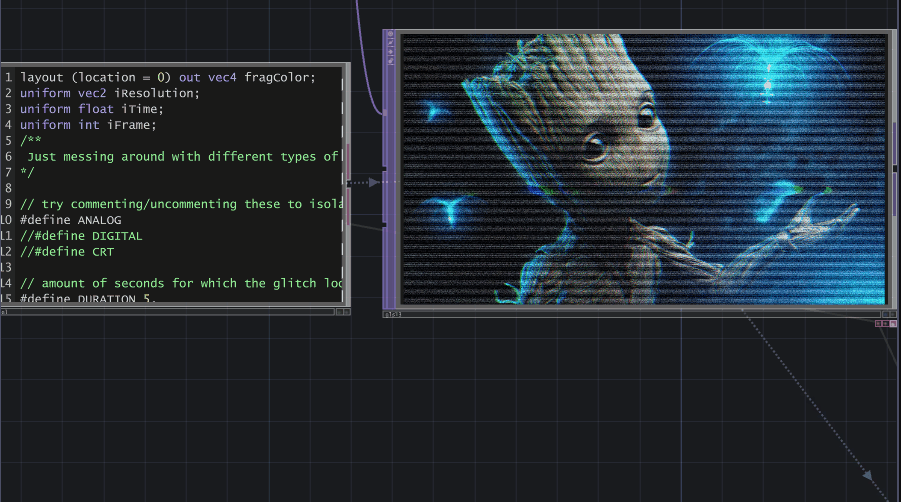 1 layout (location = 0) out vec4 fragColor;
2 uniform vec2 iResolution;
3 uniform float iTime;
4 uniform int iFrame;
5 /**
6 Just messing around with different types of
7 */
8
9 // try commenting/uncommenting these to isola
10 #define ANALOG
11 //#define DIGITAL
12 //#define CRT
13
14 // amount of seconds for which the glitch loo
15 #define DURATION 5.